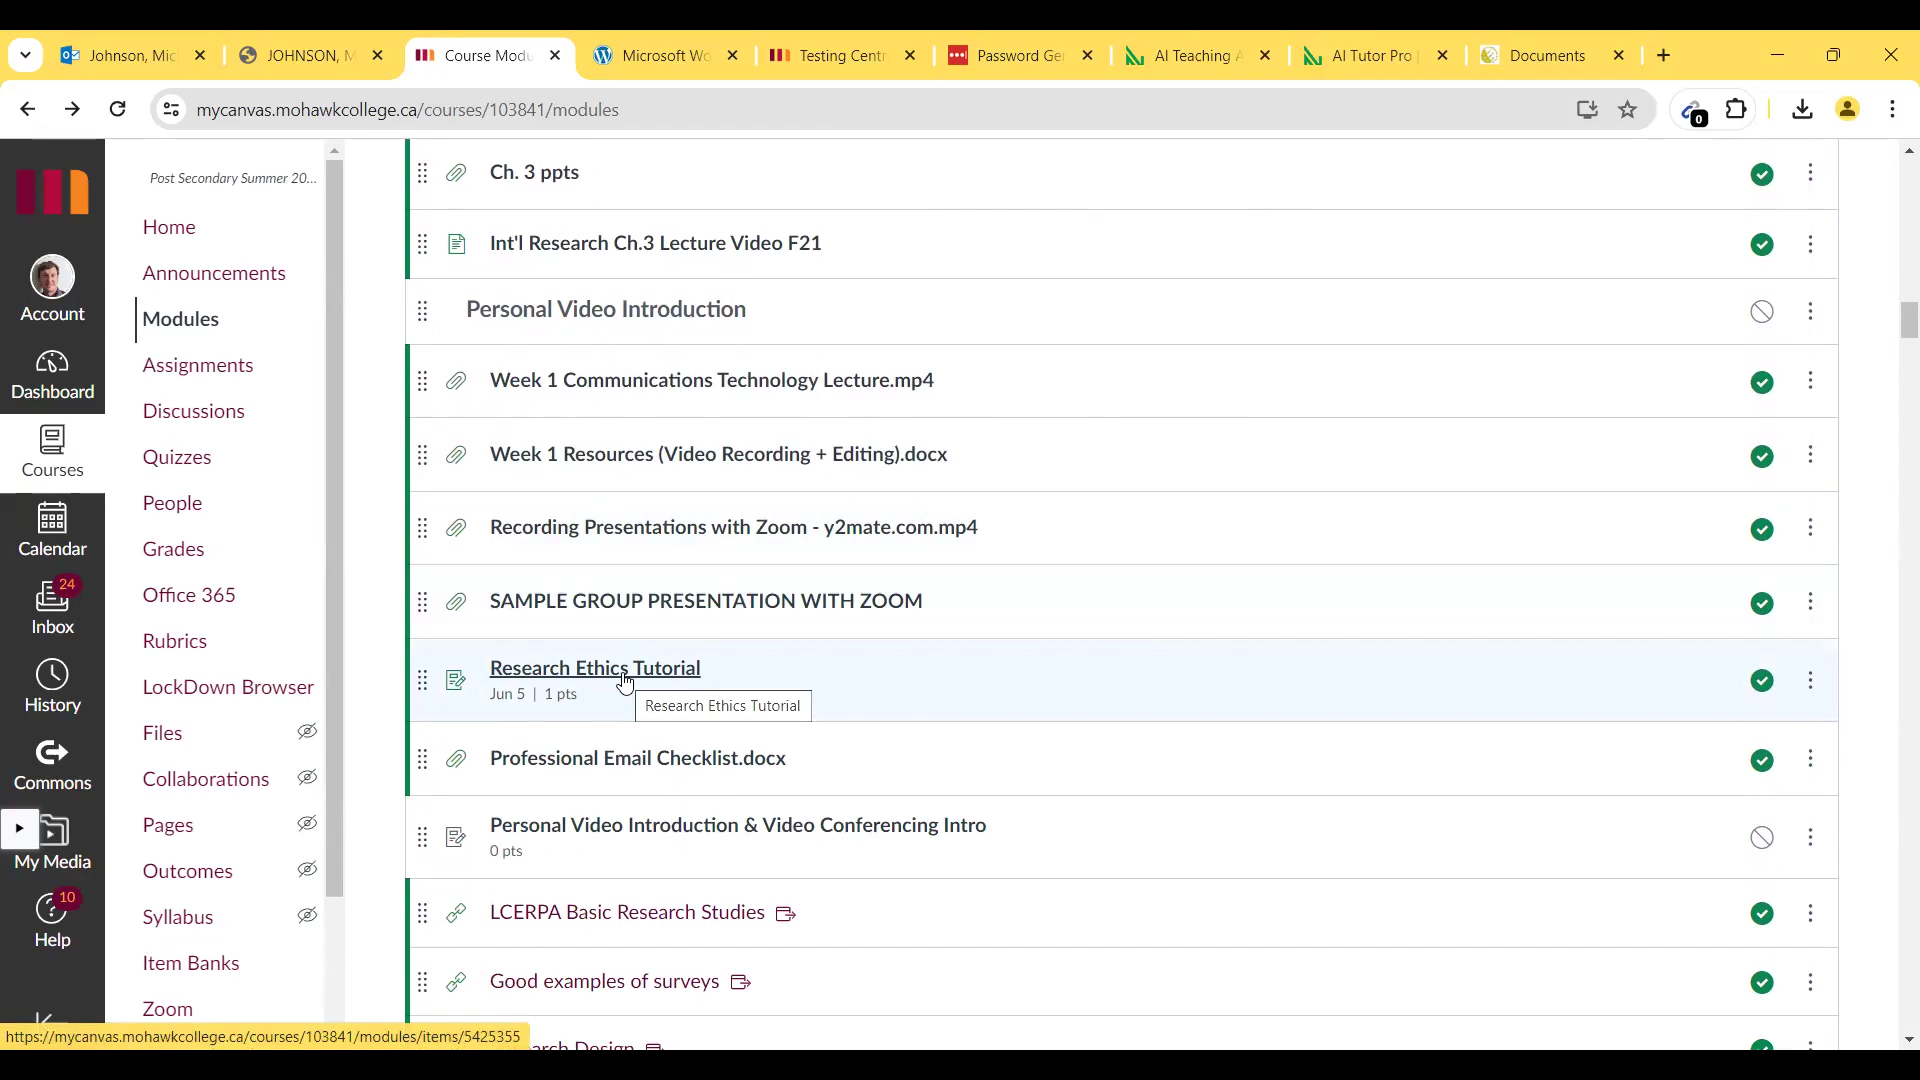 Johnson, Mic
JOHNSON, M
Course Modu
Microsoft Wo
Testing Centr
Password Ge
AI Teaching A
AI Tutor Pro
Documents
mycanvas.mohawkcollege.ca/courses/103841/modules
0
Account
Dashboard
Courses
Calendar
24
Inbox
History
Commons
My Media
10
Help
Post Secondary Summer 20...
Home
Announcements
Modules
Assignments
Discussions
Quizzes
People
Grades
Office 365
Rubrics
LockDown Browser
Files
Collaborations
Pages
Outcomes
Syllabus
Item Banks
Zoom
Ch. 3 ppts
Int'l Research Ch.3 Lecture Video F21
Personal Video Introduction
Week 1 Communications Technology Lecture.mp4
Week 1 Resources (Video Recording + Editing).docx
Recording Presentations with Zoom - y2mate.com.mp4
SAMPLE GROUP PRESENTATION WITH ZOOM
Research Ethics Tutorial
Jun 5 | 1 pts
Research Ethics Tutorial
Professional Email Checklist.docx
Personal Video Introduction & Video Conferencing Intro
0 pts
LCERPA Basic Research Studies
Good examples of surveys
Design
https://mycanvas.mohawkcollege.ca/courses/103841/modules/items/5425355